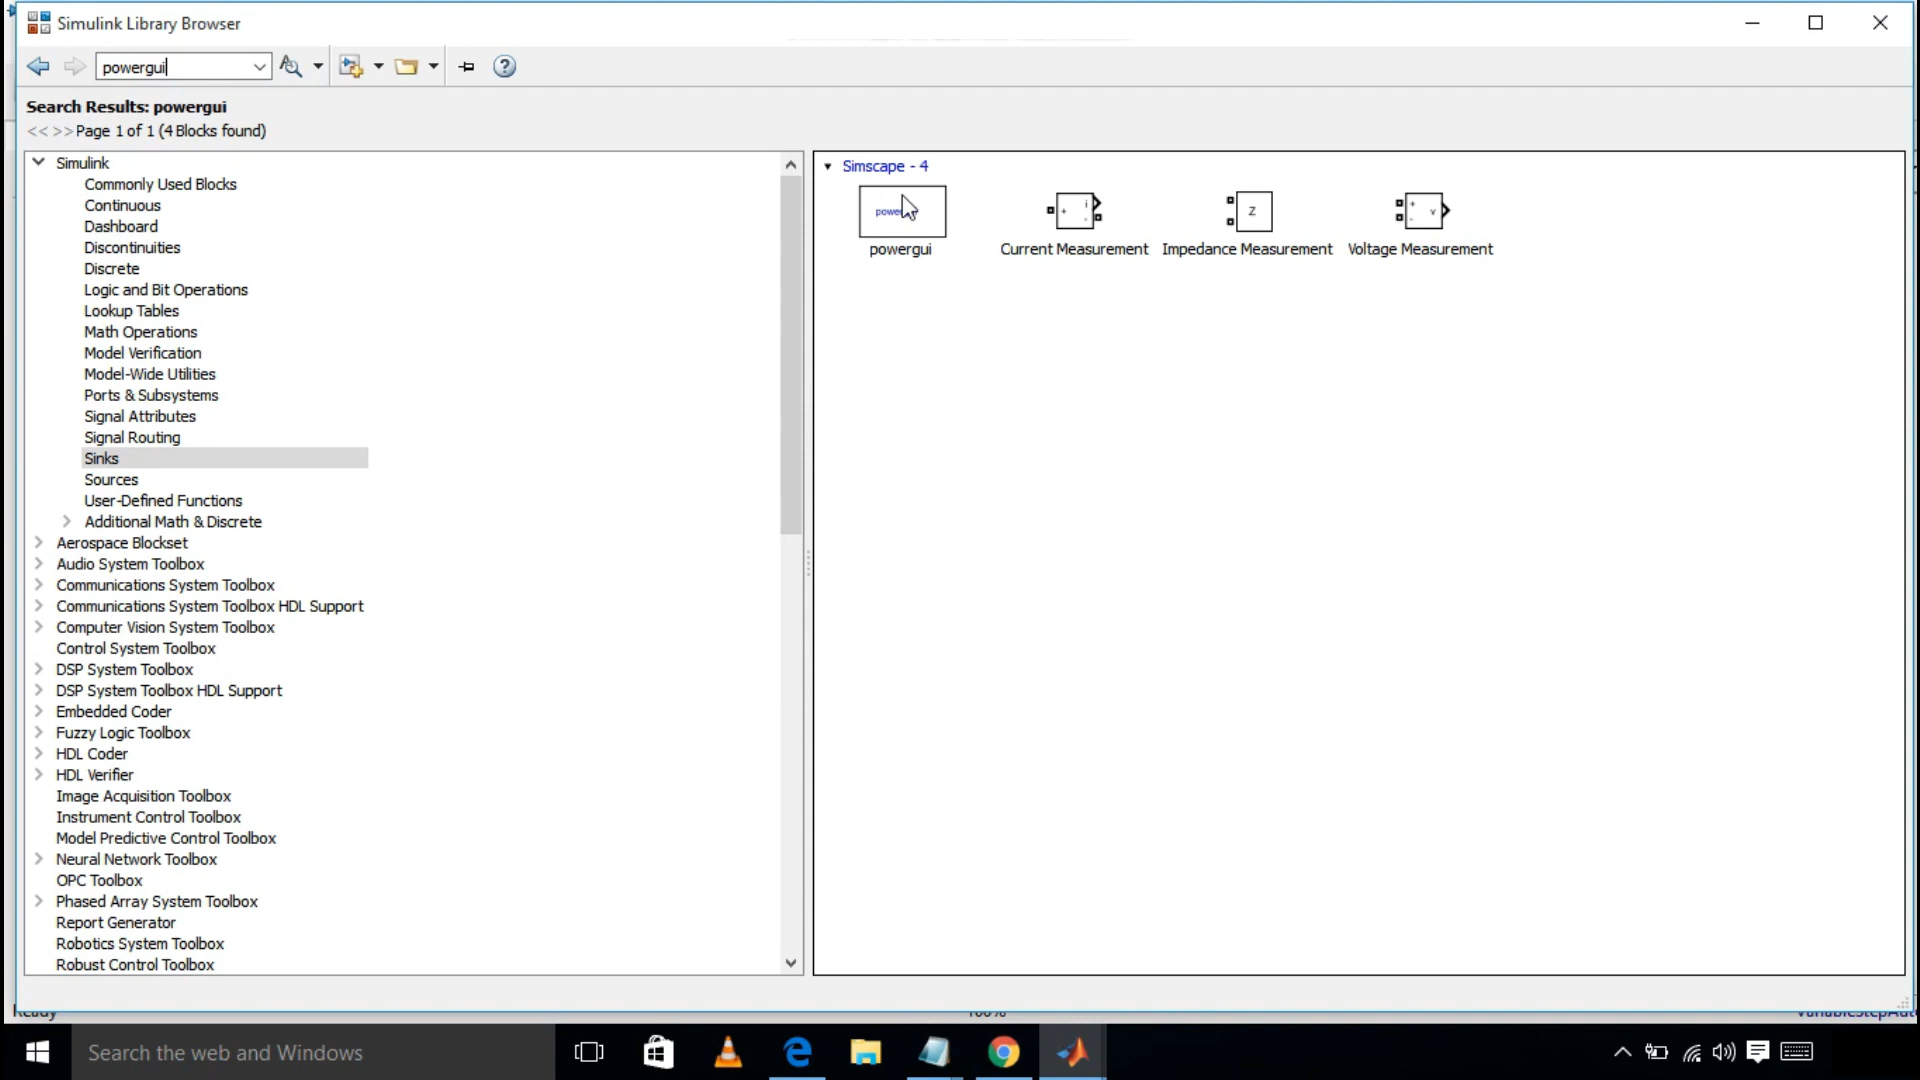 Simulink Library Browser
powergui
Search Results: powergui
<< >> Page 1 of 1 (4 Blocks found)
Simulink
Commonly Used Blocks
Continuous
Dashboard
Discontinuities
Discrete
Logic and Bit Operations
Lookup Tables
Math Operations
Model Verification
Model-Wide Utilities
Ports & Subsystems
Signal Attributes
Signal Routing
Sinks
Sources
User-Defined Functions
Additional Math & Discrete
Aerospace Blockset
Audio System Toolbox
Communications System Toolbox
Communications System Toolbox HDL Support
Computer Vision System Toolbox
Control System Toolbox
DSP System Toolbox
DSP System Toolbox HDL Support
Embedded Coder
Fuzzy Logic Toolbox
HDL Coder
HDL Verifier
Image Acquisition Toolbox
Instrument Control Toolbox
Model Predictive Control Toolbox
Neural Network Toolbox
OPC Toolbox
Phased Array System Toolbox
Report Generator
Robotics System Toolbox
Robust Control Toolbox
Simscape - 4
+ i -
Z
+ - v
powergui
Current Measurement
Impedance Measurement
Voltage Measurement
Ready
100%
Search the web and Windows